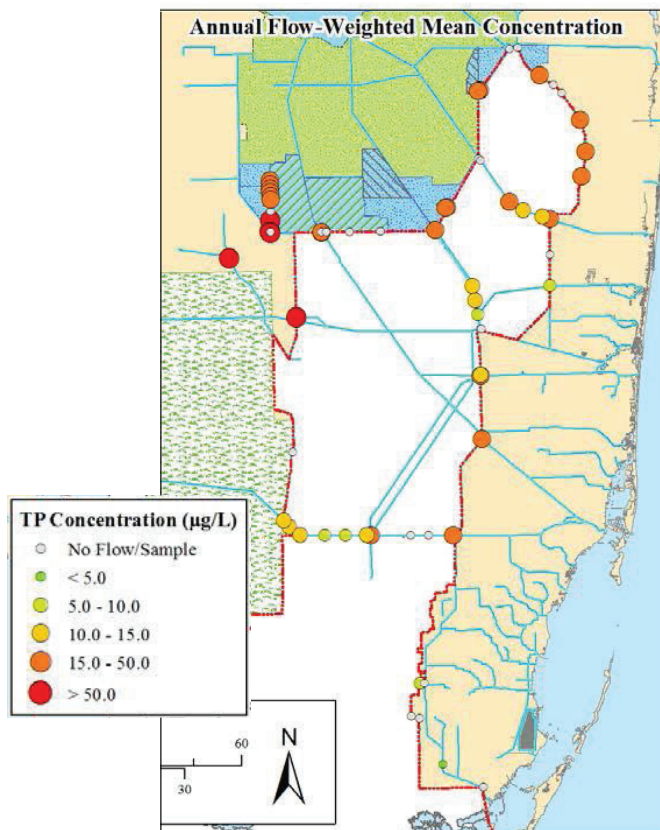 Annual Flow-Weighted Mean Concentration
TP Concentration (µg/L)
No Flow/Sample
< 5.0
5.0 - 10.0
10.0 - 15.0
15.0 - 50.0
> 50.0
60
30
N